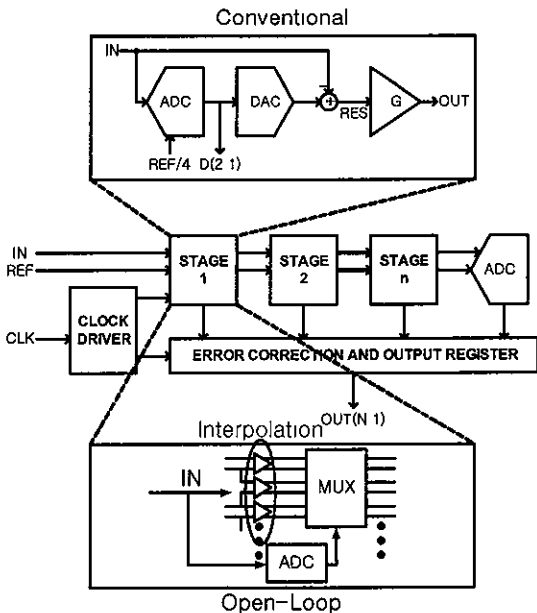 Conventional
IN
ADC
DAC
G
OUT
RES
REF/4 D(2 1)
IN
REF
STAGE 1
STAGE 2
STAGE n
ADC
CLK
CLOCK DRIVER
ERROR CORRECTION AND OUTPUT REGISTER
OUT(N 1)
Interpolation
IN
MUX
ADC
Open-Loop